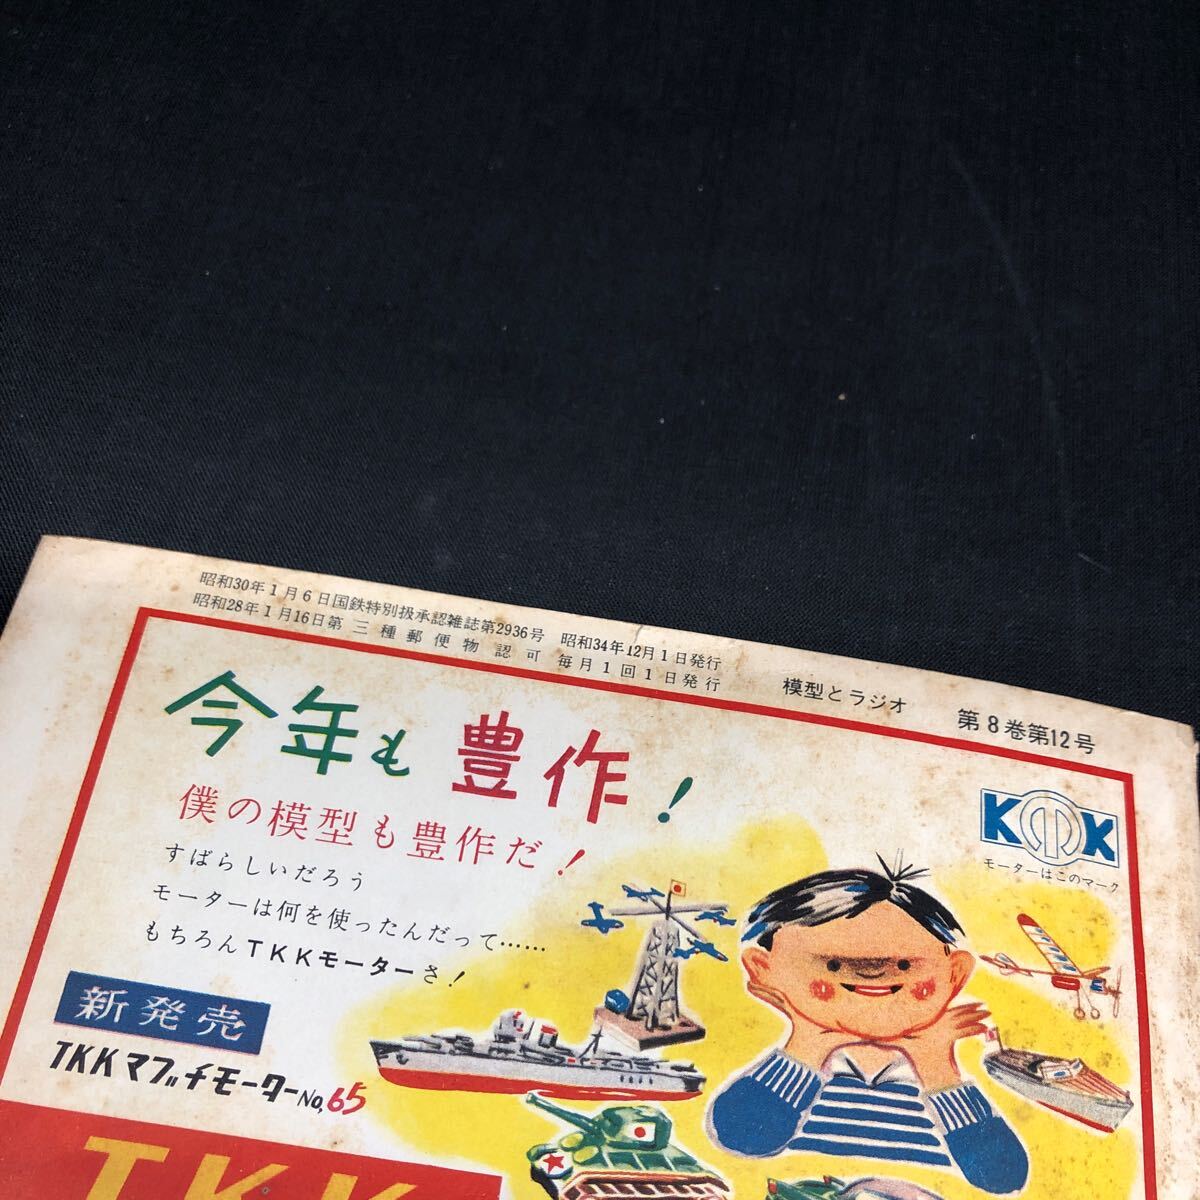 昭和30年1月6日国鉄特別扱承認雑誌第2936号 昭和34年12月1日発行
昭和28年1月16日第三種郵便物認可 毎月1回1日発行 模型とラジオ 第8巻第12号
今年も豊作!
僕の模型も豊作だ!
すばらしいだろう
モーターは何を使ったんだって……
もちろんTKKモーターさ!
K K
モーターはこのマーク
新発売
TKKマブチモーターNo.65
TKK